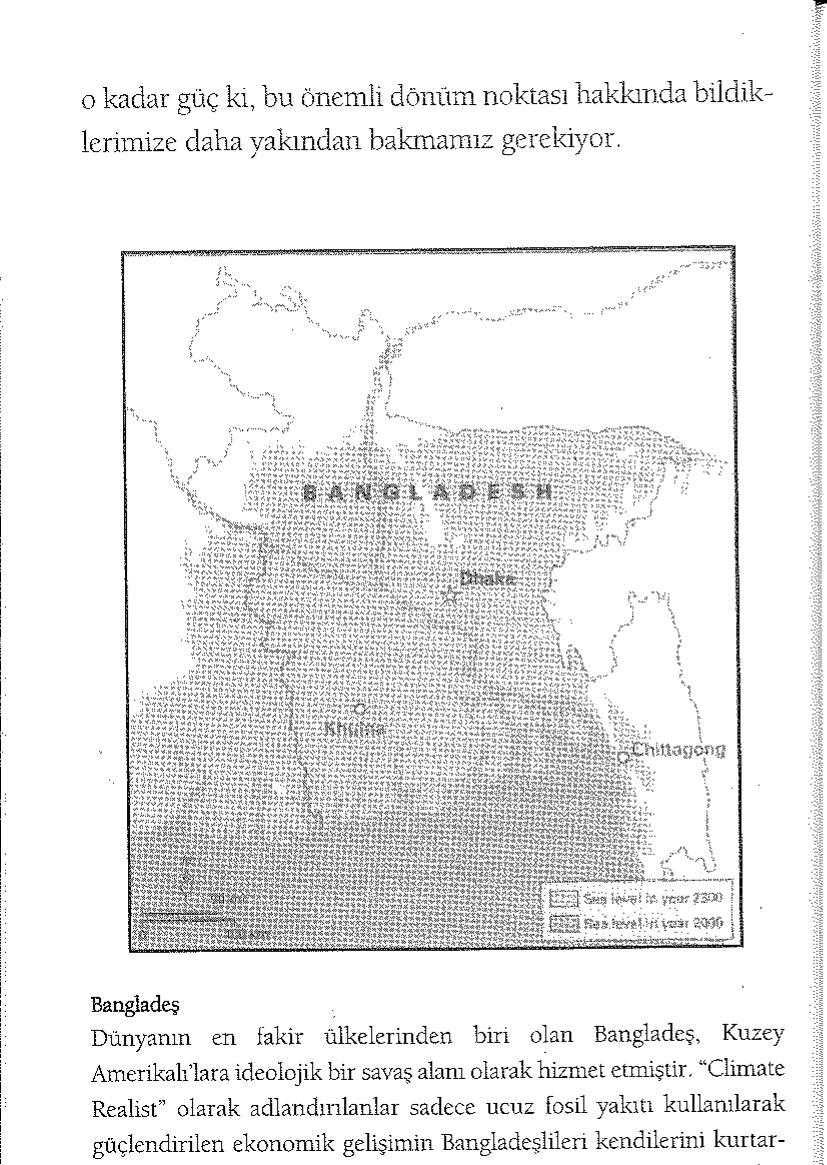 o kadar güç ki, bu önemli dönüm noktası hakkında bildik-
lerimize daha yakından bakmamız gerekiyor.
BANGLADESH
Dhaka
Khulna
Chittagong
Sea level in year 2300
Sea level in year 2000
0
Bangladeş
Dünyanın en fakir ülkelerinden biri olan Bangladeş, Kuzey
Amerikalı'lara ideolojik bir savaş alanı olarak hizmet etmiştir. “Climate
Realist” olarak adlandırılanlar sadece ucuz fosil yakıtı kullanılarak
güçlendirilen ekonomik gelişimin Bangladeşlileri kendilerini kurtar-